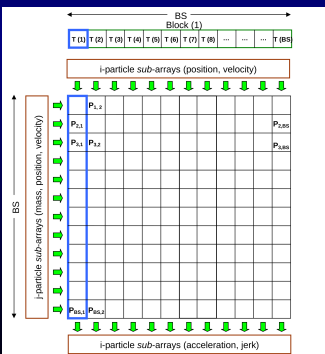 BS
Block (1)
T (1) T (2) T (3) T (4) T (5) T (6) T (7) T (8) ... ... ... T (BS)
i-particle sub-arrays (position, velocity)
BS
j-particle sub-arrays (mass, position, velocity)
P1, 2
P2,1 P2,BS
P3,1 P3,2 P3,BS
PBS,1 PBS,2
i-particle sub-arrays (acceleration, jerk)